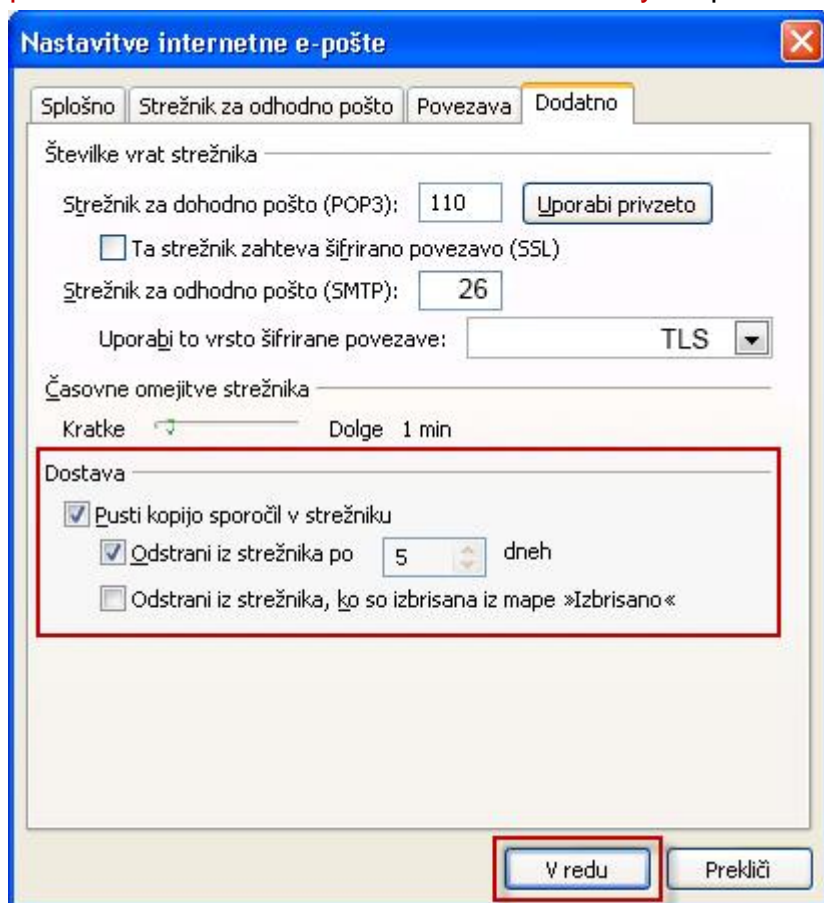 Nastavitve internetne e-pošte
Splošno Strežnik za odhodno pošto Povezava Dodatno
Številke vrat strežnika
Strežnik za dohodno pošto (POP3): 110 Uporabi privzeto
Ta strežnik zahteva šifrirano povezavo (SSL)
Strežnik za odhodno pošto (SMTP): 26
Uporabi to vrsto šifrirane povezave: TLS
Časovne omejitve strežnika
Kratke Dolge 1 min
Dostava
Pusti kopijo sporočil v strežniku
Odstrani iz strežnika po 5 dneh
Odstrani iz strežnika, ko so izbrisana iz mape »Izbrisano«
V redu Prekliči